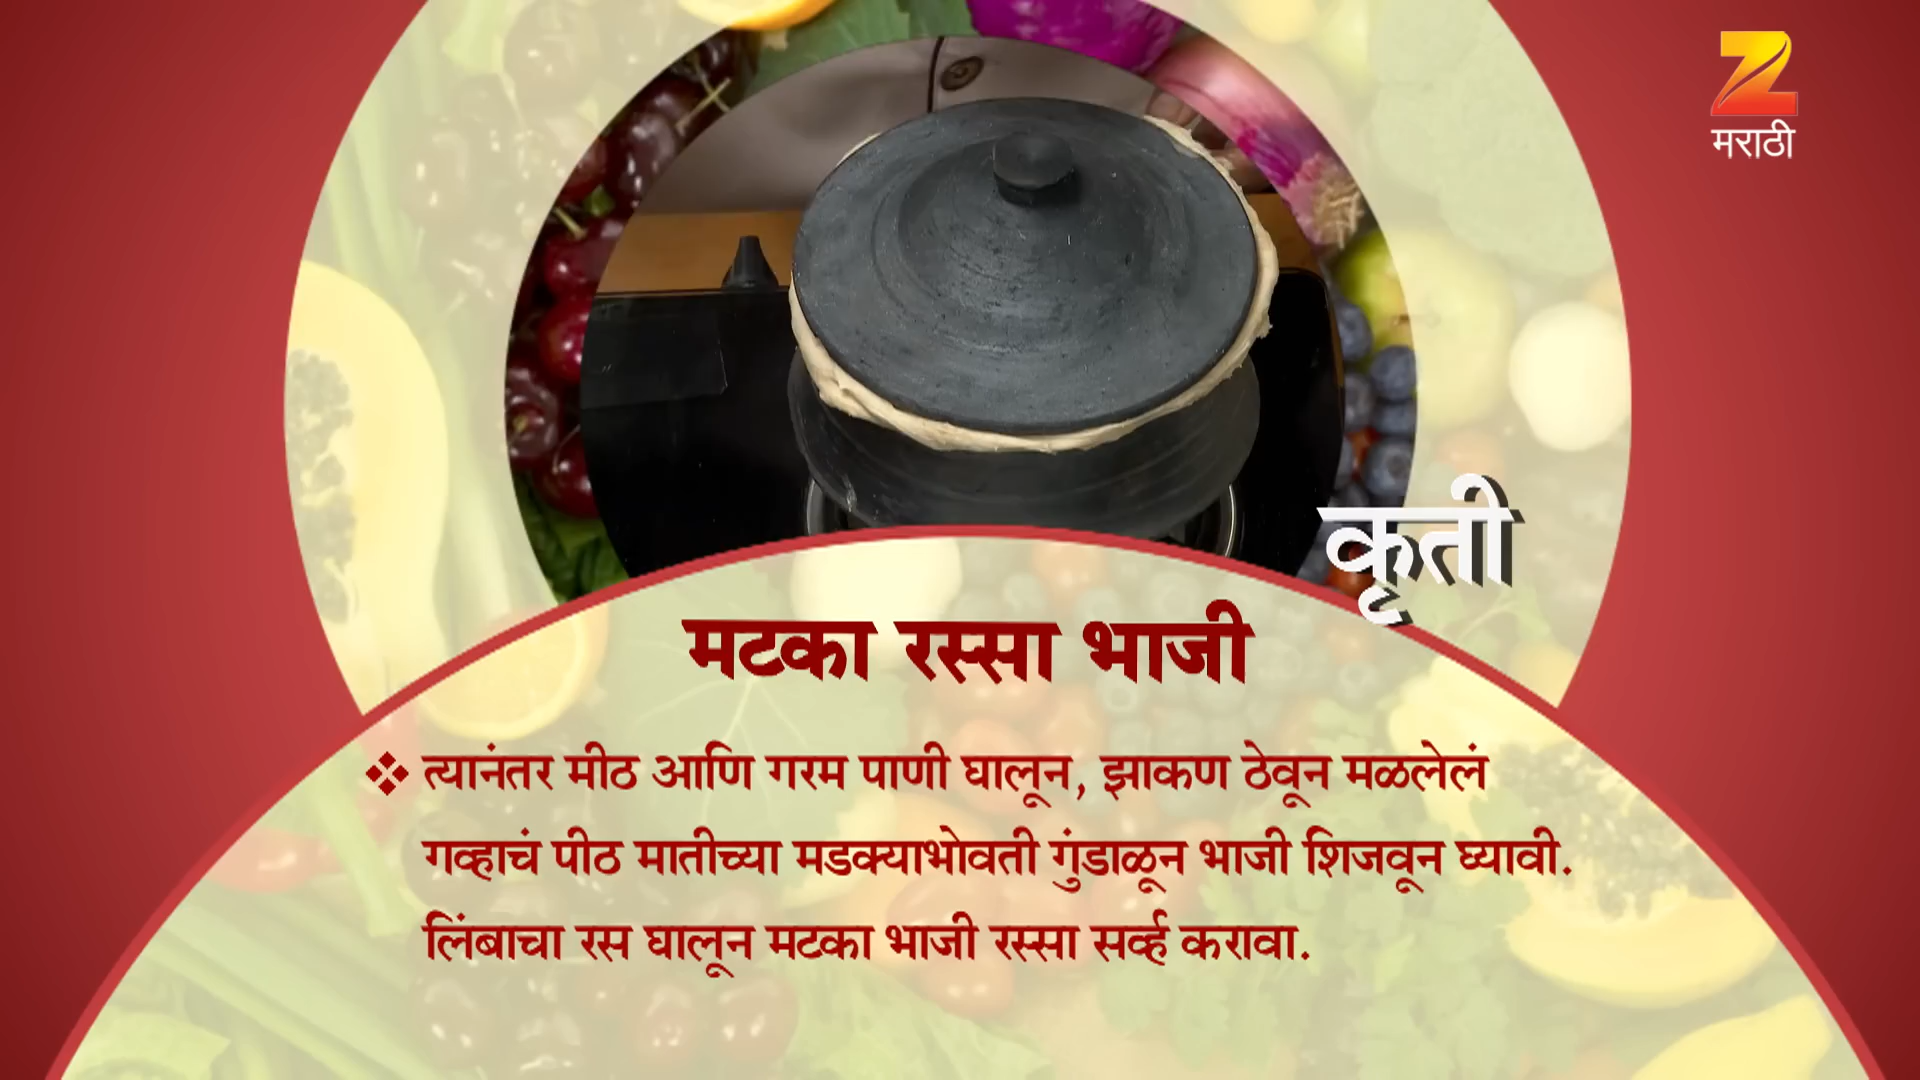 मराठी
कृती
मटका रस्सा भाजी
❖ त्यानंतर मीठ आणि गरम पाणी घालून, झाकण ठेवून मळलेलं
गव्हाचं पीठ मातीच्या मडक्याभोवती गुंडाळून भाजी शिजवून घ्यावी.
लिंबाचा रस घालून मटका भाजी रस्सा सर्व्ह करावा.